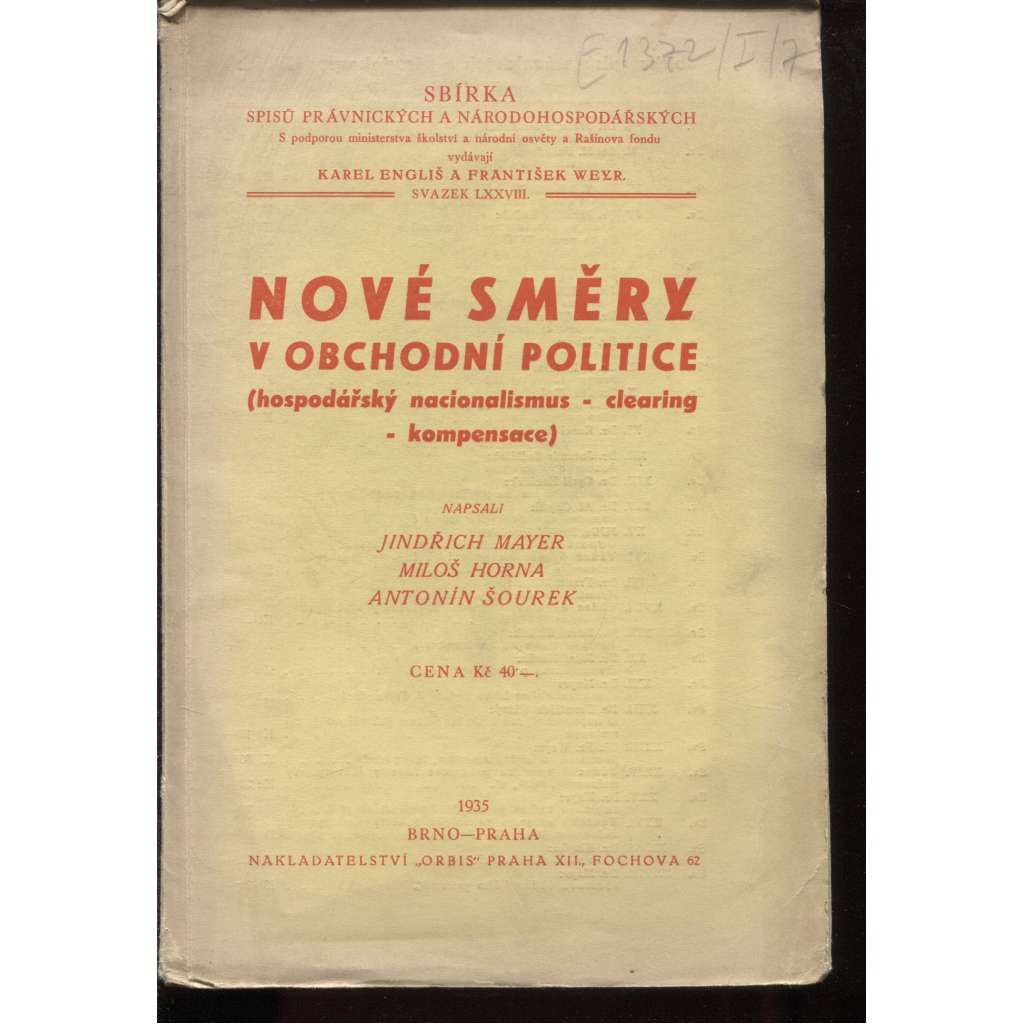 E 1372/I/7
SBÍRKA
SPISŮ PRÁVNICKÝCH A NÁRODOHOSPODÁŘSKÝCH
S podporou ministerstva školství a národní osvěty a Rašínova fondu
vydávají
KAREL ENGLIŠ A FRANTIŠEK WEYR.
SVAZEK LXXVIII.
NOVÉ SMĚRY
V OBCHODNÍ POLITICE
(hospodářský nacionalismus - clearing
- kompensace)
NAPSALI
JINDŘICH MAYER
MILOŠ HORNA
ANTONÍN ŠOUREK
CENA Kč 40·—.
1935
BRNO—PRAHA
NAKLADATELSTVÍ „ORBIS“ PRAHA XII., FOCHOVA 62